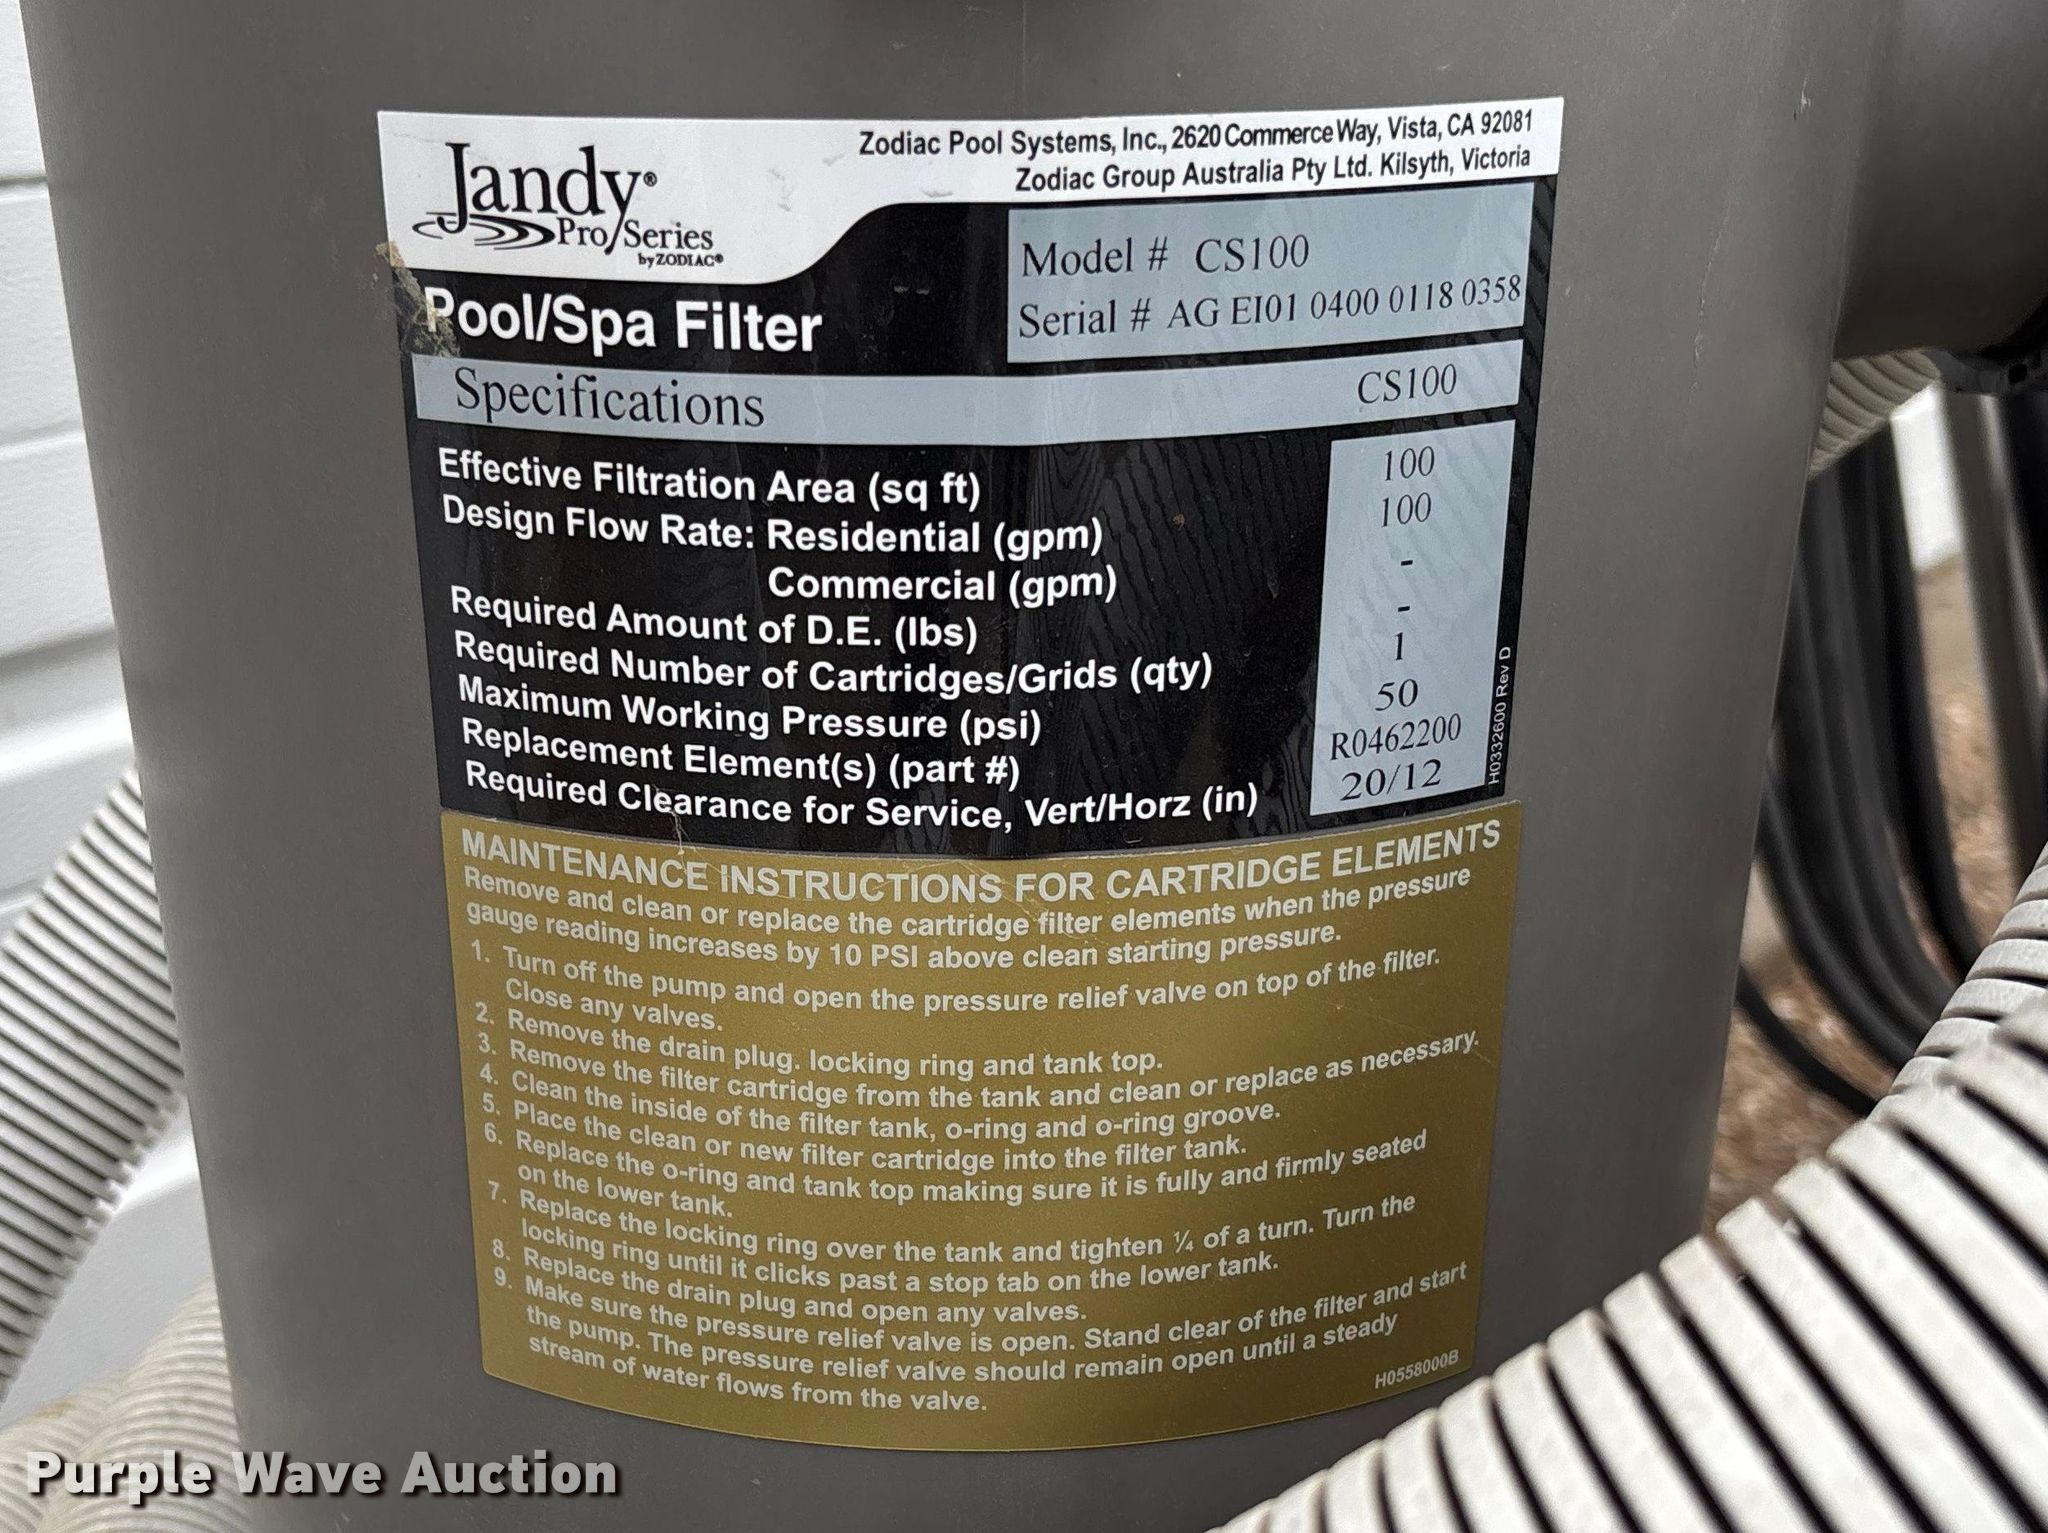 Jandy®
Pro Series
by ZODIAC®
Zodiac Pool Systems, Inc., 2620 Commerce Way, Vista, CA 92081
Zodiac Group Australia Pty Ltd. Kilsyth, Victoria
Model # CS100
Serial # AG EI01 0400 0118 0358
Pool/Spa Filter
Specifications CS100
Effective Filtration Area (sq ft) 100
Design Flow Rate: Residential (gpm) 100
Commercial (gpm) -
Required Amount of D.E. (lbs) -
Required Number of Cartridges/Grids (qty) 1
Maximum Working Pressure (psi) 50
Replacement Element(s) (part #) R0462200
Required Clearance for Service, Vert/Horz (in) 20/12
H0332600 Rev D
MAINTENANCE INSTRUCTIONS FOR CARTRIDGE ELEMENTS
Remove and clean or replace the cartridge filter elements when the pressure
gauge reading increases by 10 PSI above clean starting pressure.
1. Turn off the pump and open the pressure relief valve on top of the filter.
Close any valves.
2. Remove the drain plug. locking ring and tank top.
3. Remove the filter cartridge from the tank and clean or replace as necessary.
4. Clean the inside of the filter tank, o-ring and o-ring groove.
5. Place the clean or new filter cartridge into the filter tank.
6. Replace the o-ring and tank top making sure it is fully and firmly seated
on the lower tank.
7. Replace the locking ring over the tank and tighten ¼ of a turn. Turn the
locking ring until it clicks past a stop tab on the lower tank.
8. Replace the drain plug and open any valves.
9. Make sure the pressure relief valve is open. Stand clear of the filter and start
the pump. The pressure relief valve should remain open until a steady
stream of water flows from the valve.
H0558000B
Purple Wave Auction